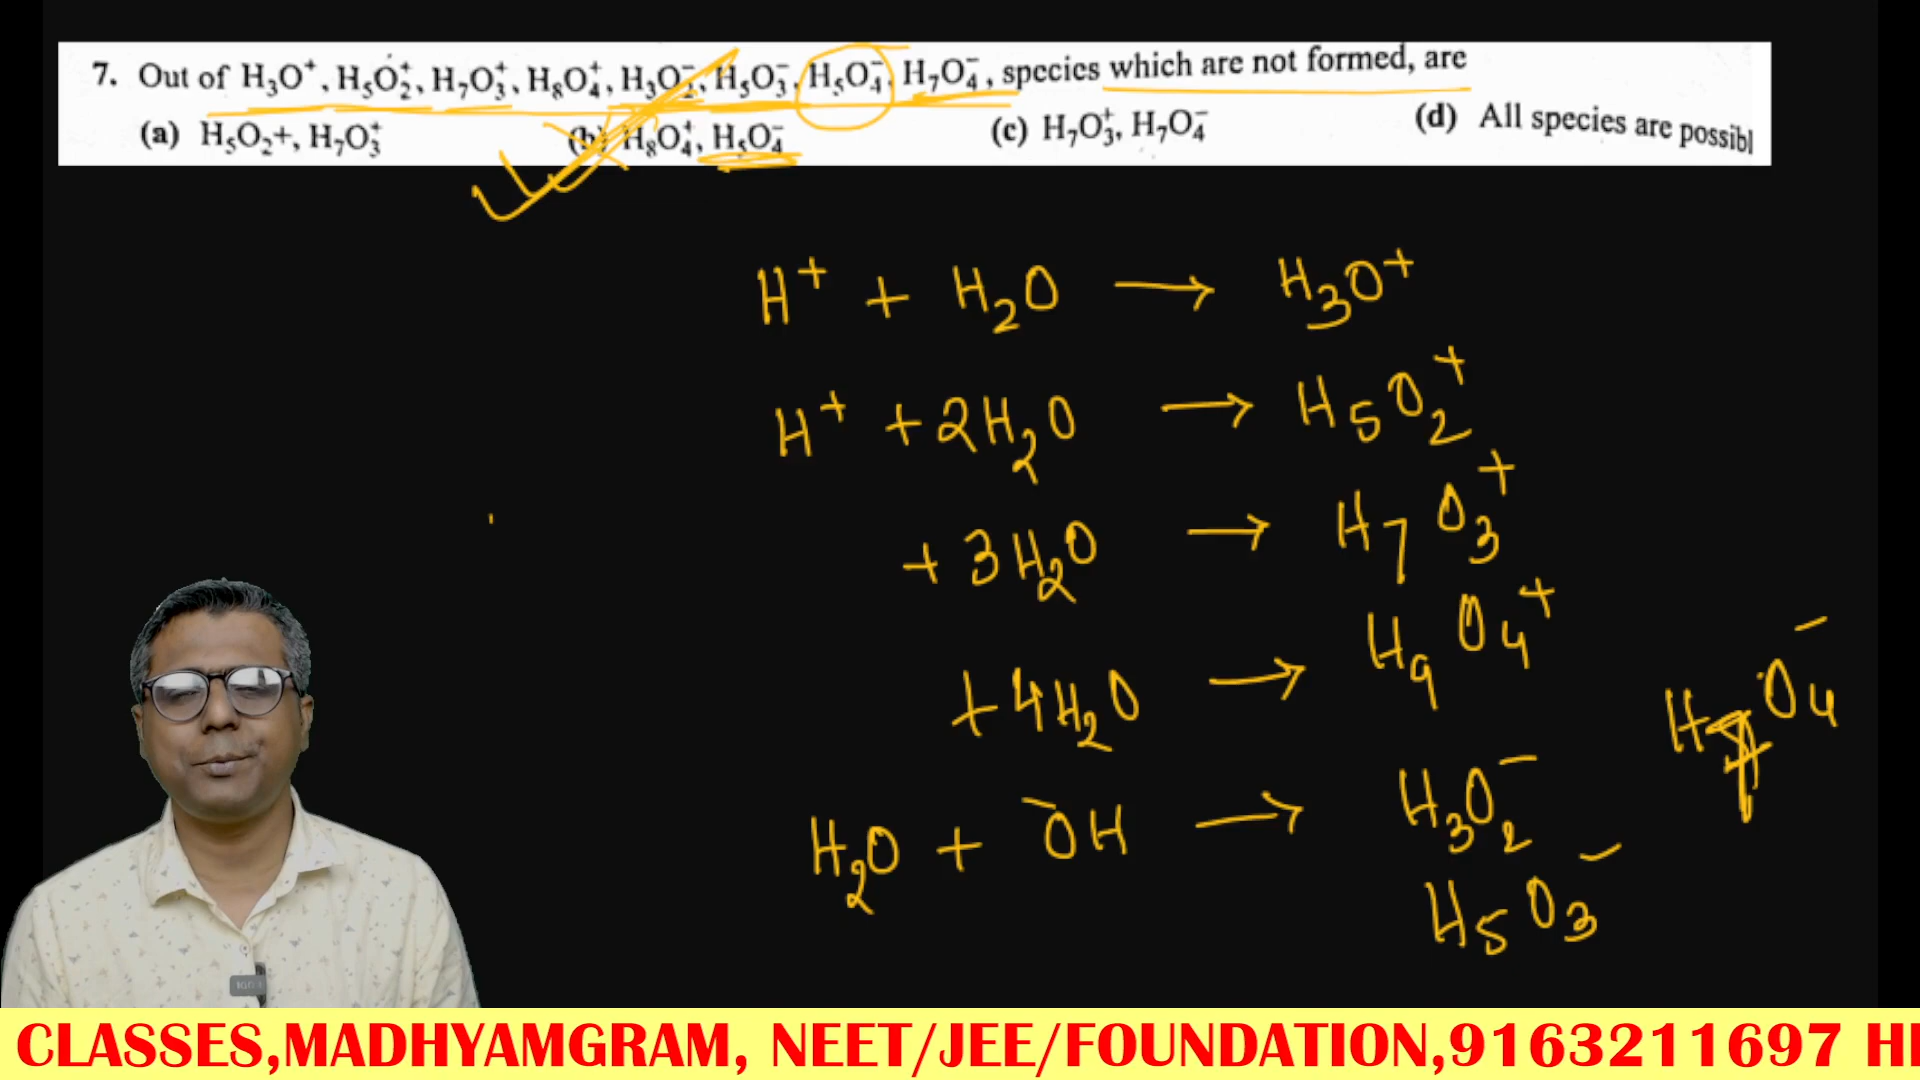 7. Out of H₃O⁺, H₅O₂⁺, H₇O₃⁺, H₈O₄⁺, H₃O₂⁻, H₅O₃⁻, H₅O₄⁻, H₇O₄⁻, species which are not formed, are
(a) H₅O₂+, H₇O₃⁺ (b) H₈O₄⁺, H₅O₄⁻ (c) H₇O₃⁺, H₇O₄⁻ (d) All species are possibl
H⁺ + H₂O → H₃O⁺
H⁺ + 2H₂O → H₅O₂⁺
+ 3H₂O → H₇O₃⁺
+ 4H₂O → H₉O₄⁺
O₄⁻
H₂O + ⁻OH → H₃O₂⁻
H₅O₃⁻
CLASSES,MADHYAMGRAM, NEET/JEE/FOUNDATION,9163211697 HI